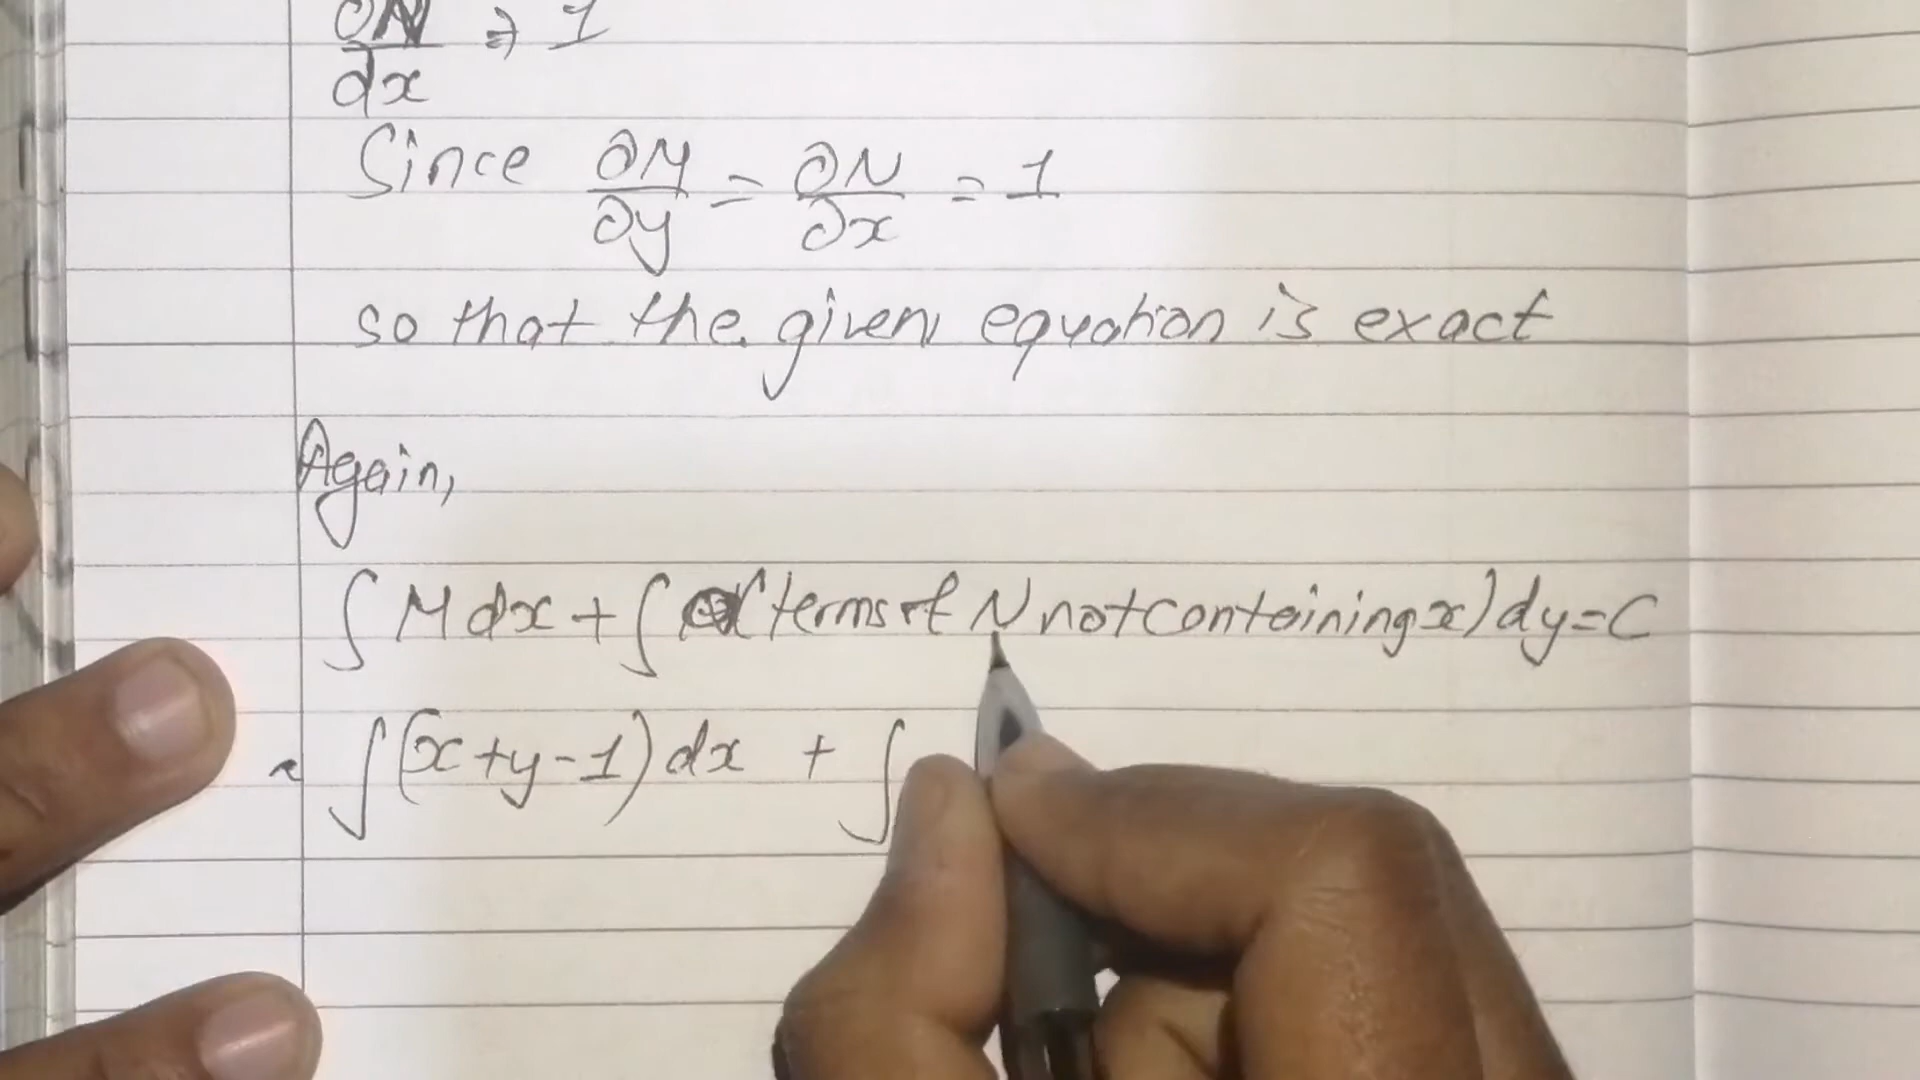 ∂N/dx ⇒ 1
Since ∂M/∂y = ∂N/∂x = 1
so that the given equation is exact
Again,
∫ M dx + ∫ (terms of N not containing x) dy = C
∫ (x+y-1) dx + ∫